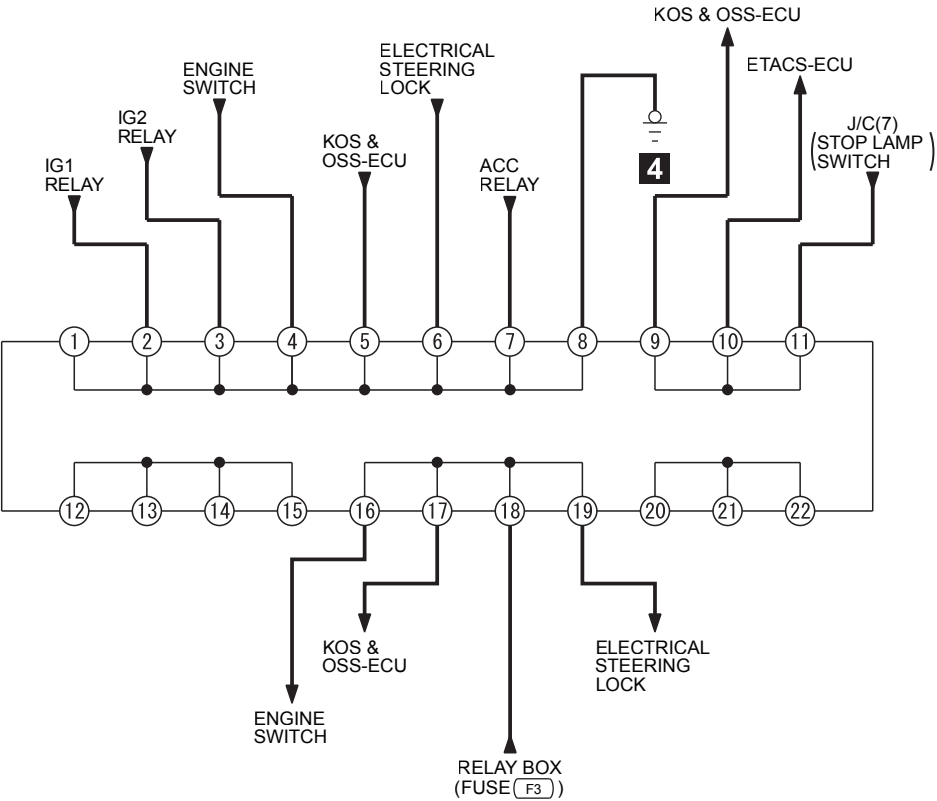 KOS & OSS-ECU
ELECTRICAL
STEERING
LOCK
ETACS-ECU
ENGINE
SWITCH
IG2
RELAY
J/C(7)
(STOP LAMP
SWITCH)
KOS &
OSS-ECU
IG1
RELAY
ACC
RELAY
4
1 2 3 4 5 6 7 8 9 10 11
12 13 14 15 16 17 18 19 20 21 22
KOS &
OSS-ECU
ELECTRICAL
STEERING
LOCK
ENGINE
SWITCH
RELAY BOX
(FUSE F3)